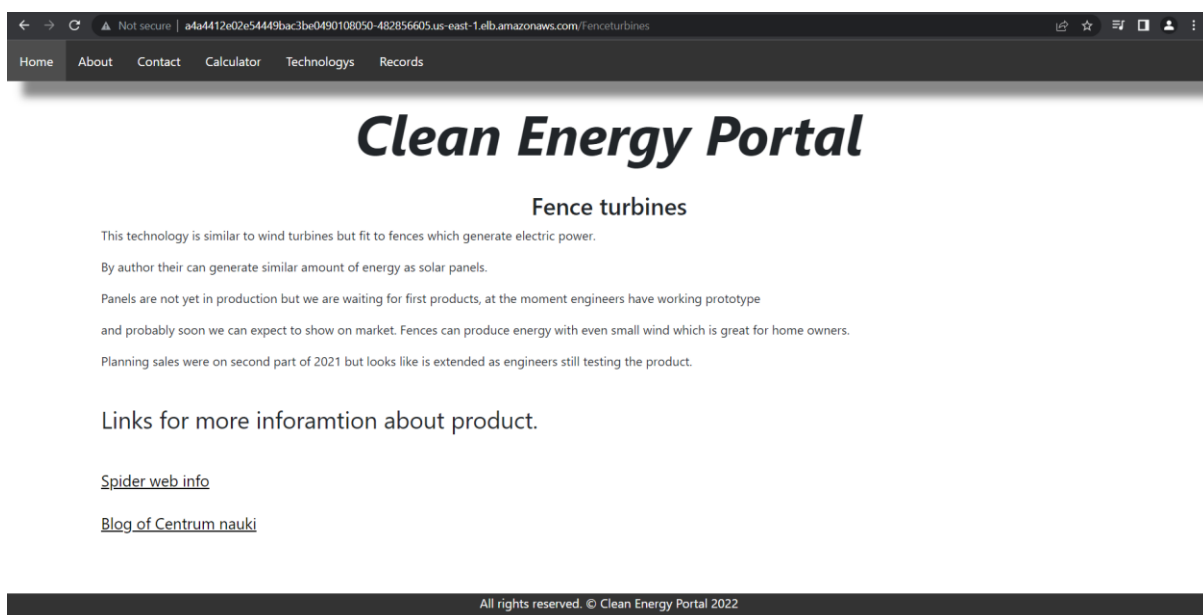 Not secure | a4a4412e02e54449bac3be0490108050-482856605.us-east-1.elb.amazonaws.com/Fenceturbines
Home About Contact Calculator Technologys Records
Clean Energy Portal
Fence turbines
This technology is similar to wind turbines but fit to fences which generate electric power.
By author their can generate similar amount of energy as solar panels.
Panels are not yet in production but we are waiting for first products, at the moment engineers have working prototype
and probably soon we can expect to show on market. Fences can produce energy with even small wind which is great for home owners.
Planning sales were on second part of 2021 but looks like is extended as engineers still testing the product.
Links for more inforamtion about product.
Spider web info
Blog of Centrum nauki
All rights reserved. © Clean Energy Portal 2022